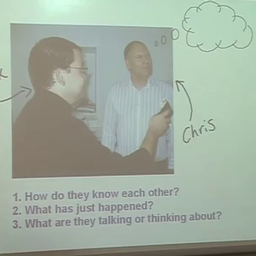 Chris
1. How do they know each other?
2. What has just happened?
3. What are they talking or thinking about?